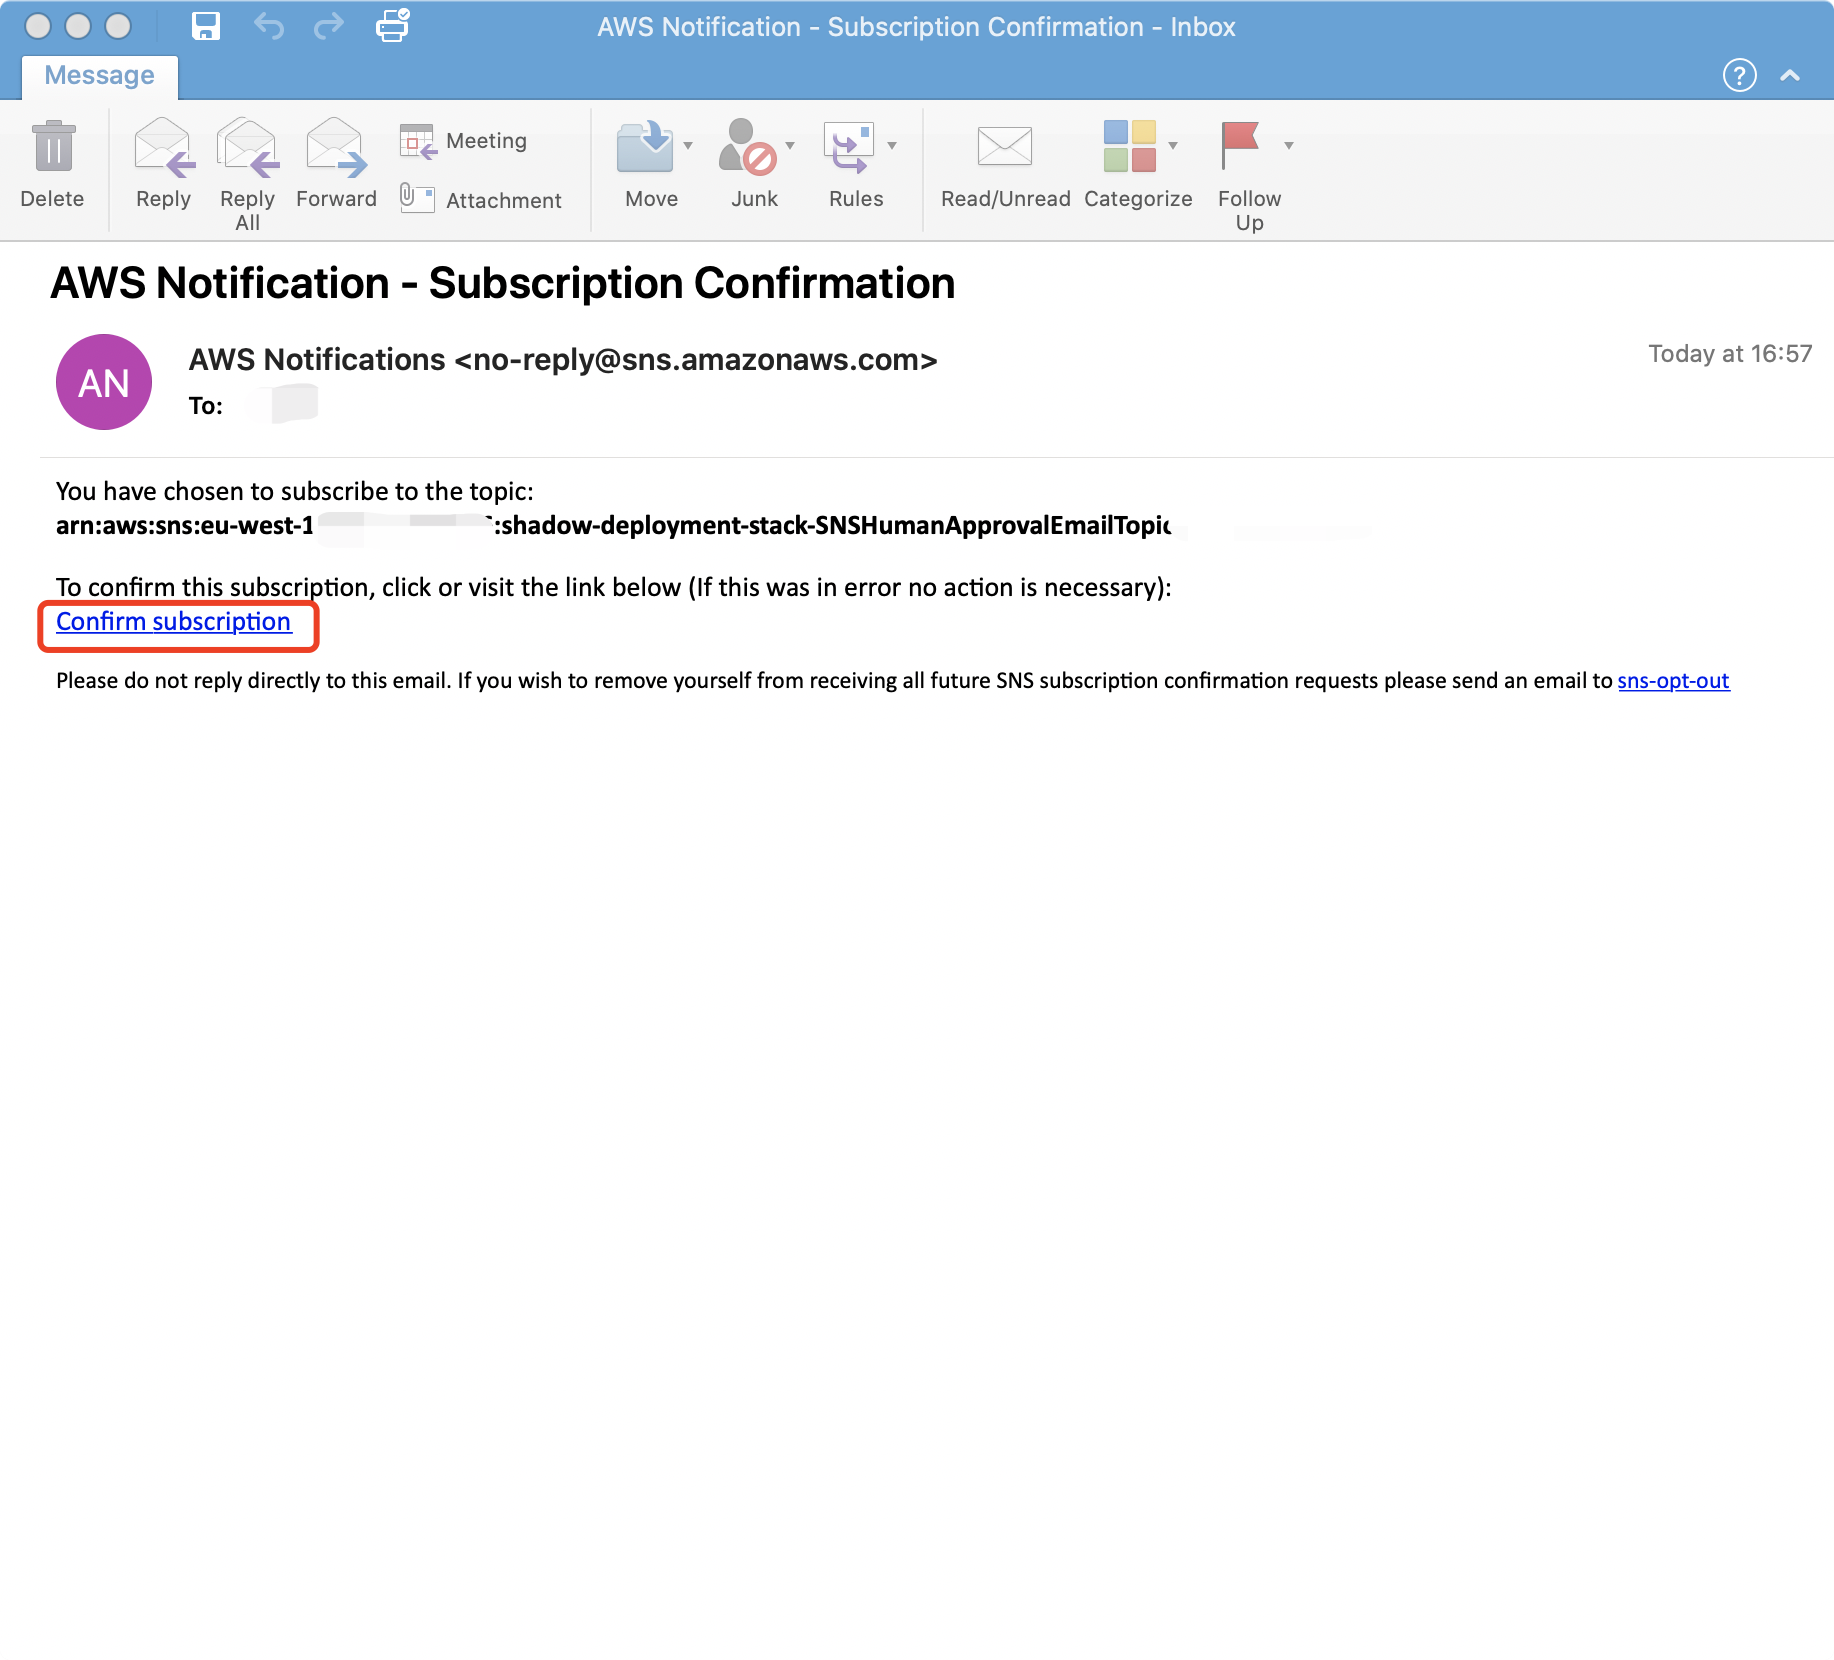 AWS Notification - Subscription Confirmation - Inbox
Message
?
Delete
Reply
Reply All
Forward
Meeting
Attachment
Move
Junk
Rules
Read/Unread
Categorize
Follow Up
AWS Notification - Subscription Confirmation
AN
AWS Notifications <no-reply@sns.amazonaws.com>
Today at 16:57
To:
You have chosen to subscribe to the topic:
arn:aws:sns:eu-west-1 :shadow-deployment-stack-SNSHumanApprovalEmailTopic
To confirm this subscription, click or visit the link below (If this was in error no action is necessary):
Confirm subscription
Please do not reply directly to this email. If you wish to remove yourself from receiving all future SNS subscription confirmation requests please send an email to sns-opt-out